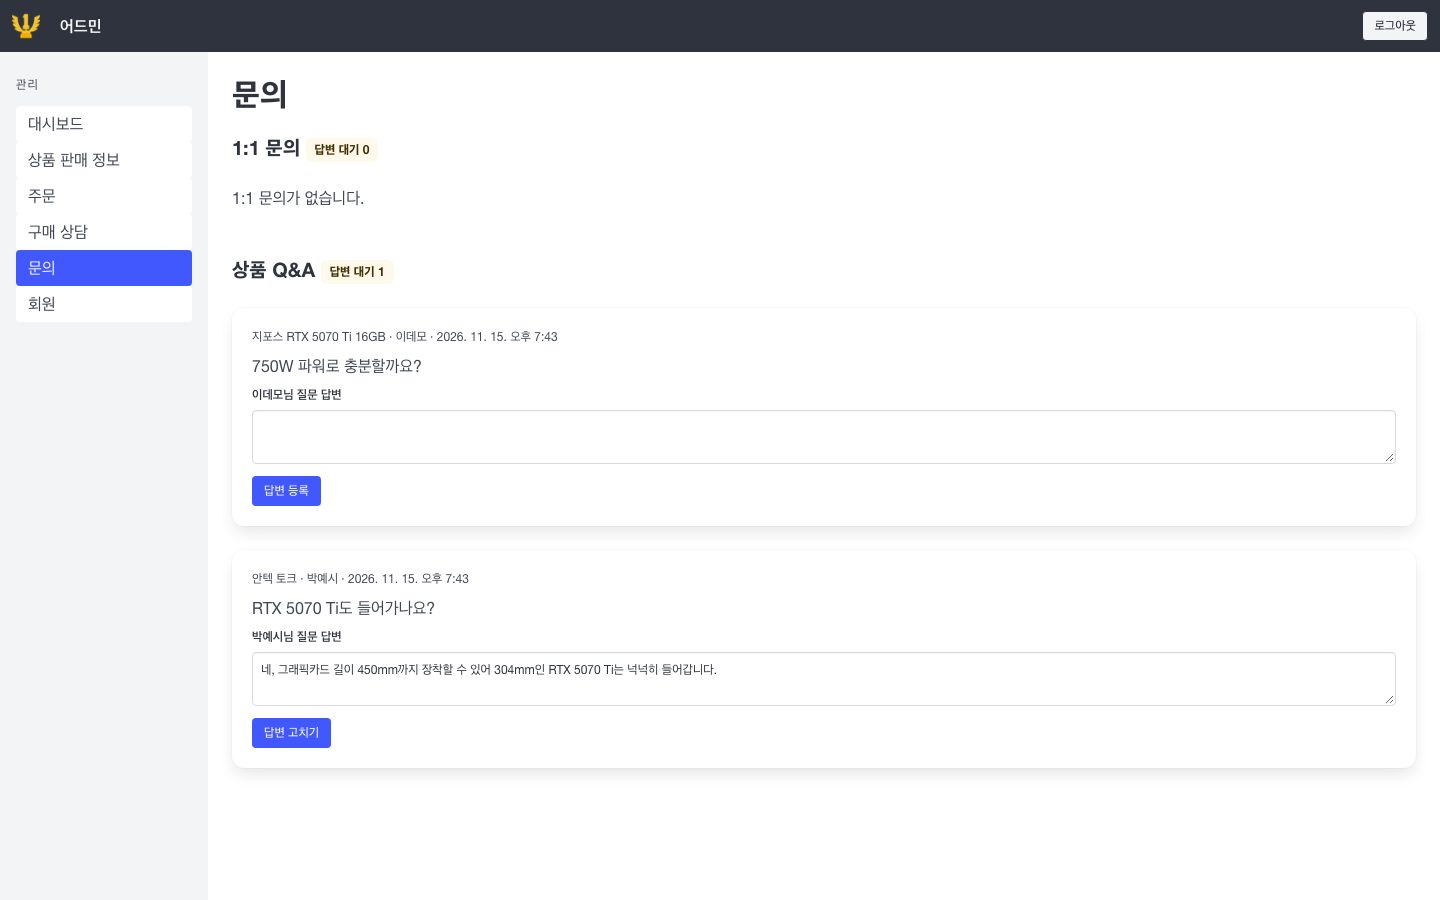 어드민
로그아웃
관리
대시보드
상품 판매 정보
주문
구매 상담
문의
회원
문의
1:1 문의 답변 대기 0
1:1 문의가 없습니다.
상품 Q&A 답변 대기 1
지포스 RTX 5070 Ti 16GB · 이데모 · 2026. 11. 15. 오후 7:43
750W 파워로 충분할까요?
이데모님 질문 답변
답변 등록
안텍 토크 · 박예시 · 2026. 11. 15. 오후 7:43
RTX 5070 Ti도 들어가나요?
박예시님 질문 답변
네, 그래픽카드 길이 450mm까지 장착할 수 있어 304mm인 RTX 5070 Ti는 넉넉히 들어갑니다.
답변 고치기